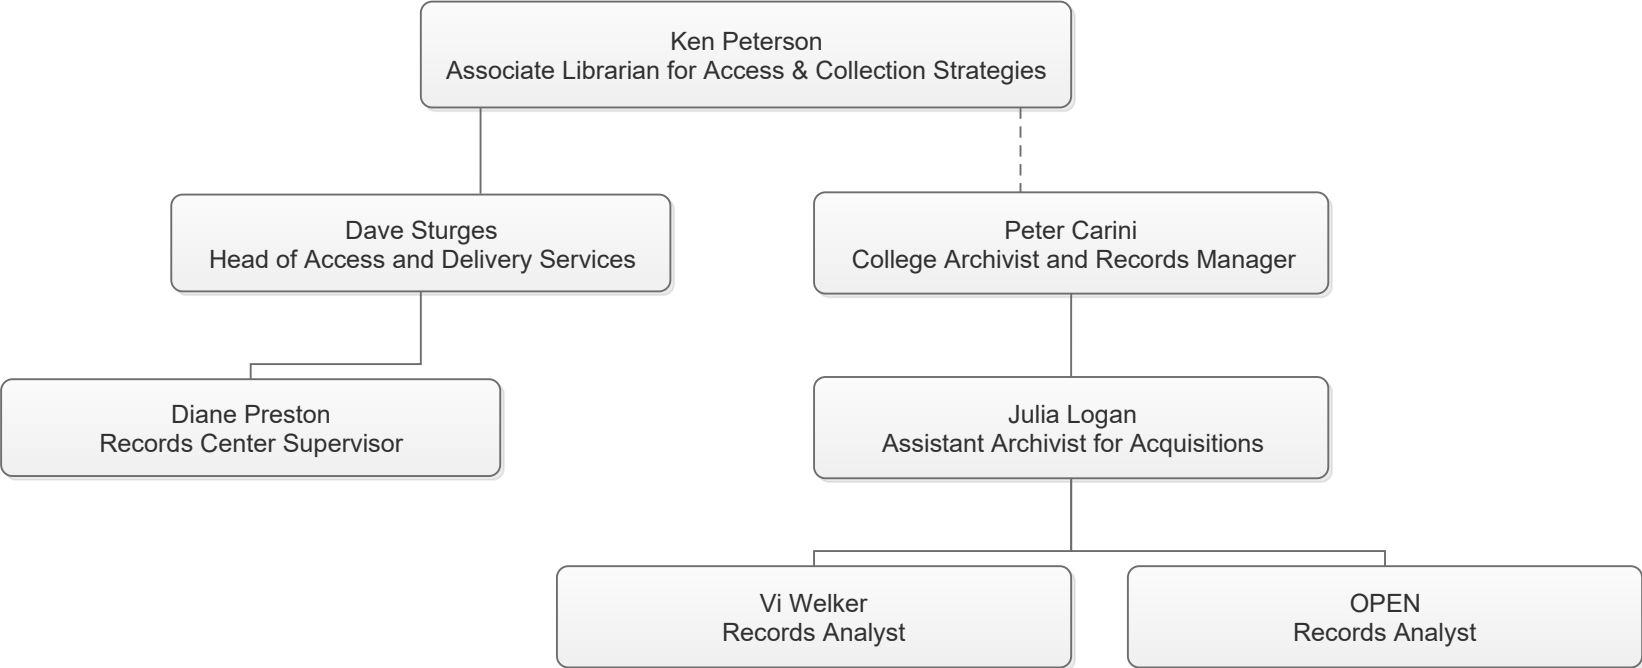 Ken Peterson
Associate Librarian for Access & Collection Strategies
Dave Sturges
Head of Access and Delivery Services
Peter Carini
College Archivist and Records Manager
Diane Preston
Records Center Supervisor
Julia Logan
Assistant Archivist for Acquisitions
Vi Welker
Records Analyst
OPEN
Records Analyst